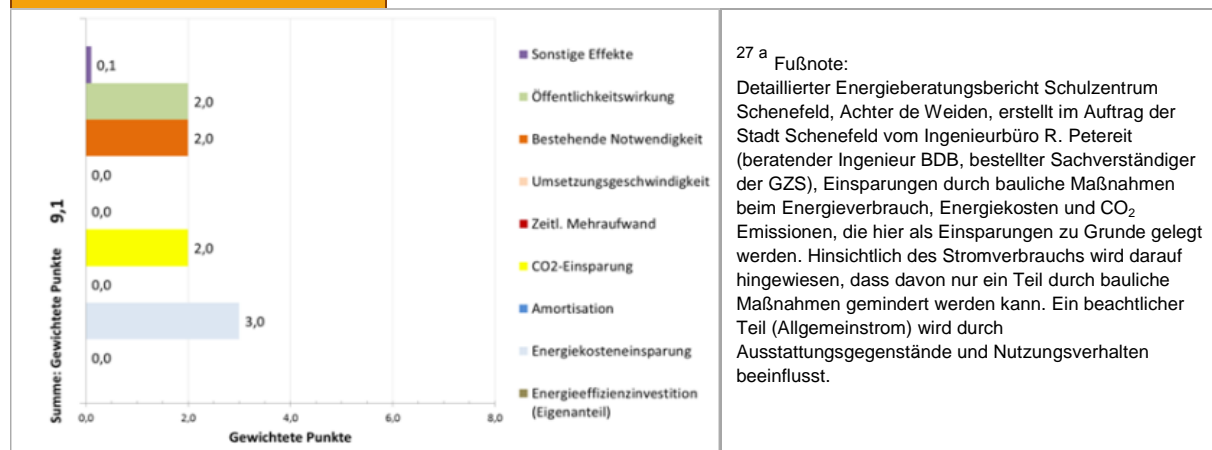 Summe: Gewichtete Punkte 9,1
0,1
2,0
2,0
0,0
0,0
2,0
0,0
3,0
0,0
0,0 2,0 4,0 6,0 8,0
Gewichtete Punkte
Sonstige Effekte
Öffentlichkeitswirkung
Bestehende Notwendigkeit
Umsetzungsgeschwindigkeit
Zeitl. Mehraufwand
CO2-Einsparung
Amortisation
Energiekosteneinsparung
Energieeffizienzinvestition
(Eigenanteil)
27 a Fußnote:
Detaillierter Energieberatungsbericht Schulzentrum
Schenefeld, Achter de Weiden, erstellt im Auftrag der
Stadt Schenefeld vom Ingenieurbüro R. Petereit
(beratender Ingenieur BDB, bestellter Sachverständiger
der GZS), Einsparungen durch bauliche Maßnahmen
beim Energieverbrauch, Energiekosten und CO₂
Emissionen, die hier als Einsparungen zu Grunde gelegt
werden. Hinsichtlich des Stromverbrauchs wird darauf
hingewiesen, dass davon nur ein Teil durch bauliche
Maßnahmen gemindert werden kann. Ein beachtlicher
Teil (Allgemeinstrom) wird durch
Ausstattungsgegenstände und Nutzungsverhalten
beeinflusst.